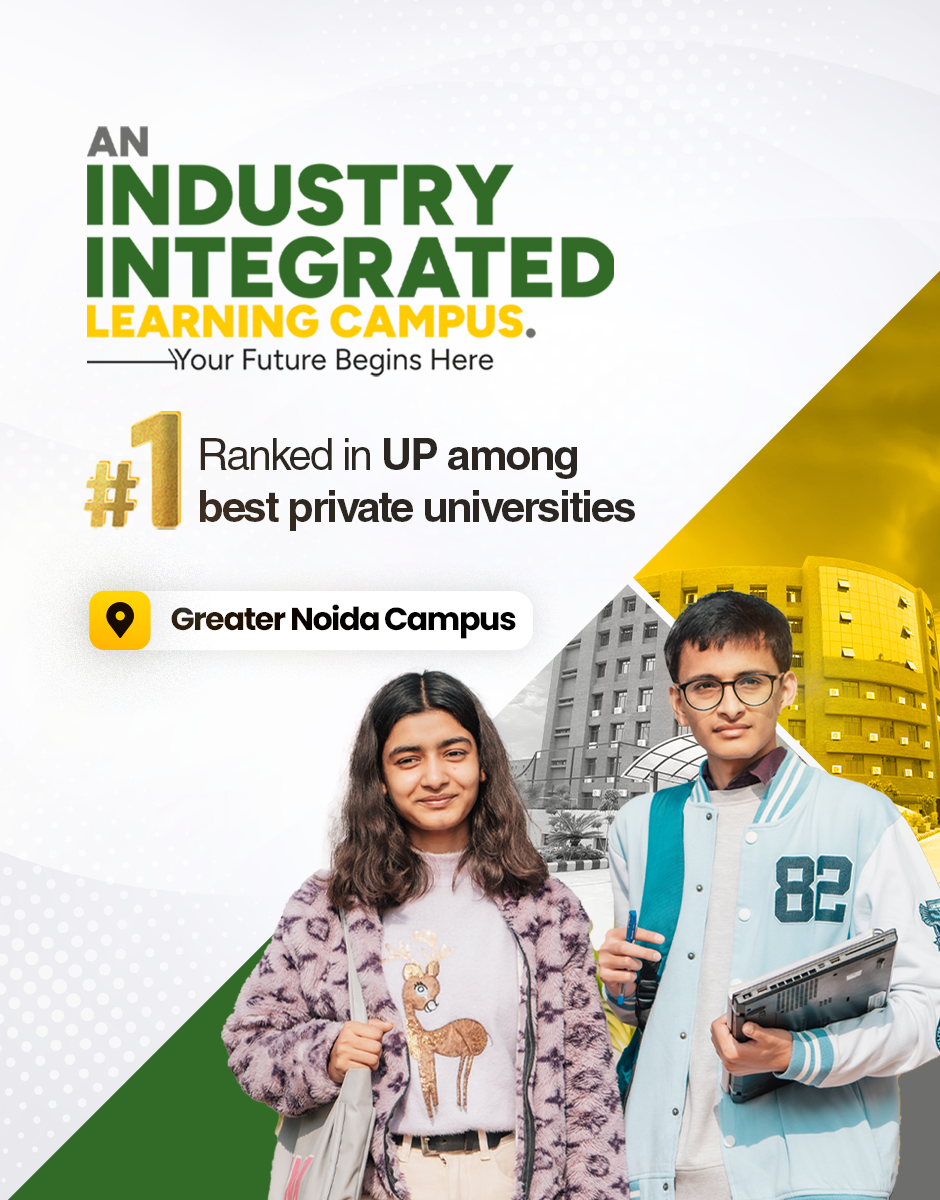 AN
INDUSTRY
INTEGRATED
LEARNING CAMPUS.
Your Future Begins Here
#1 Ranked in UP among
best private universities
Greater Noida Campus
82